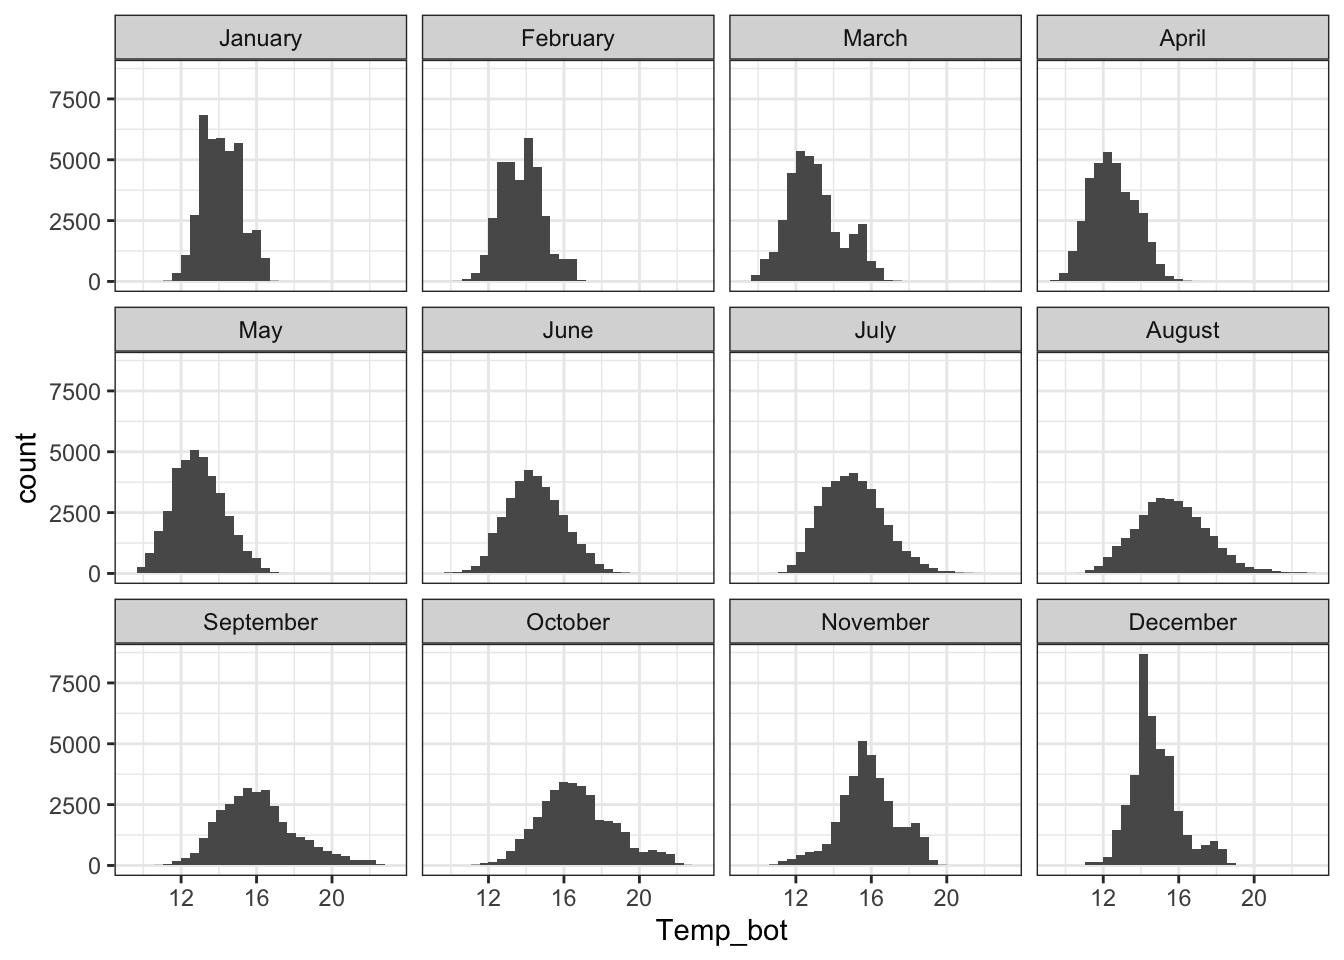 January February March April
7500
5000
2500
0
May June July August
count
7500
5000
2500
0
September October November December
7500
5000
2500
0
12 16 20 12 16 20 12 16 20 12 16 20
Temp_bot